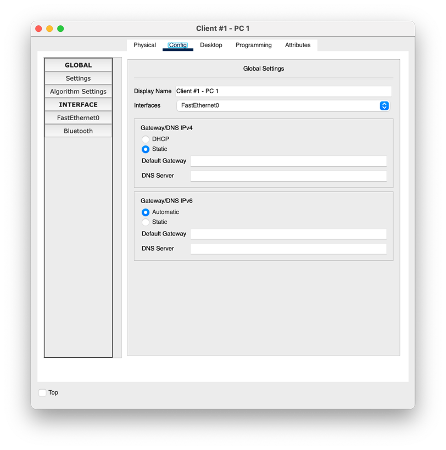 Client #1 - PC 1
Physical Config Desktop Programming Attributes
GLOBAL
Settings
Algorithm Settings
INTERFACE
FastEthernet0
Bluetooth
Global Settings
Display Name Client #1 - PC 1
Interfaces FastEthernet0
Gateway/DNS IPv4
DHCP
Static
Default Gateway
DNS Server
Gateway/DNS IPv6
Automatic
Static
Default Gateway
DNS Server
Top